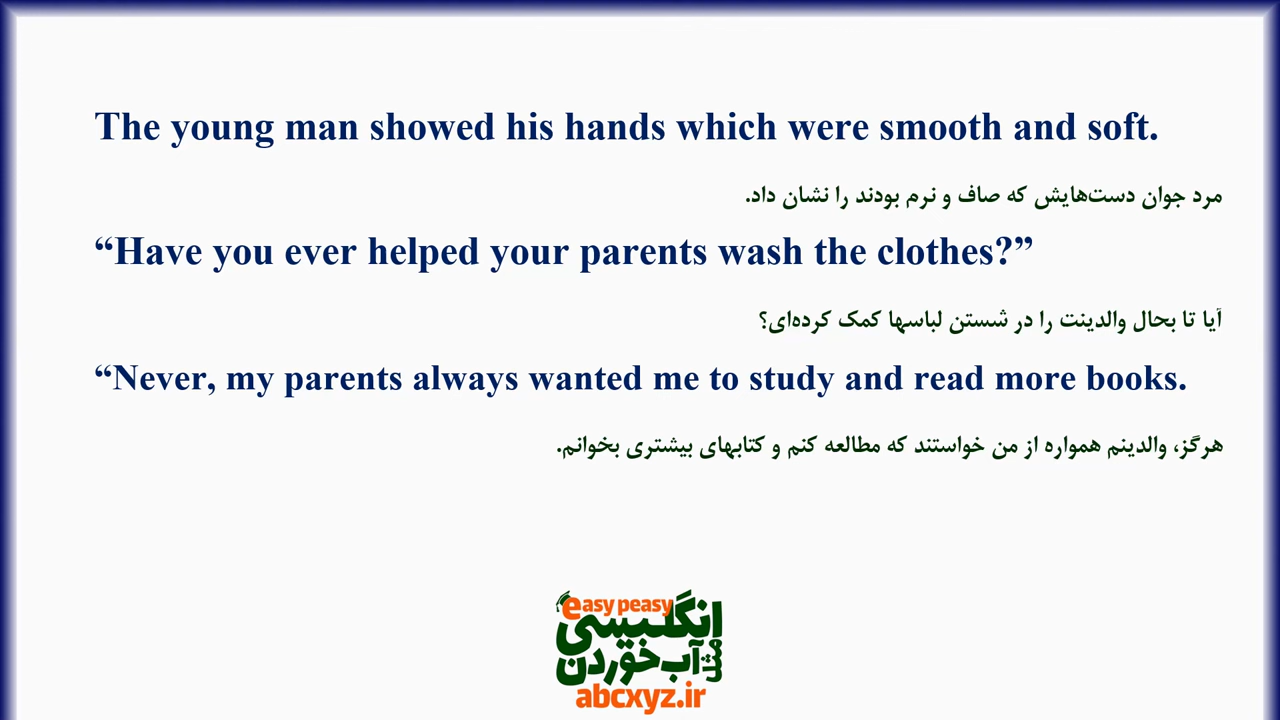 The young man showed his hands which were smooth and soft.
مرد جوان دست‌هایش که صاف و نرم بودند را نشان داد.
“Have you ever helped your parents wash the clothes?”
آیا تا بحال والدینت را در شستن لباسها کمک کرده‌ای؟
“Never, my parents always wanted me to study and read more books.
هرگز، والدینم همواره از من خواستند که مطالعه کنم و کتابهای بیشتری بخوانم.
easy peasy
انگلیسی
مثل آب خوردن
abcxyz.ir